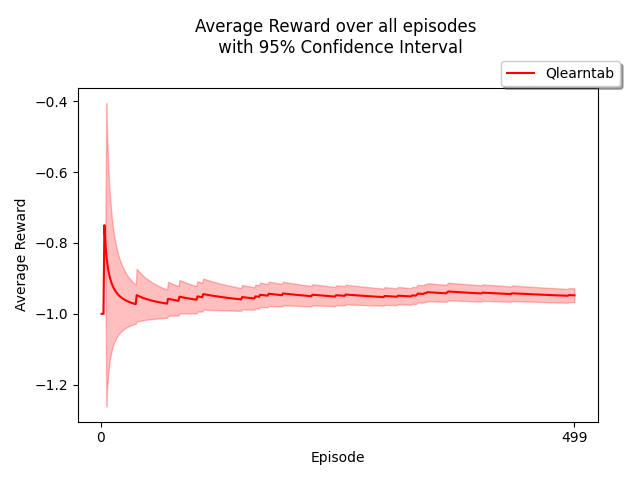 Average Reward over all episodes
with 95% Confidence Interval
Qlearntab
Average Reward
−0.4
−0.6
−0.8
−1.0
−1.2
0
499
Episode